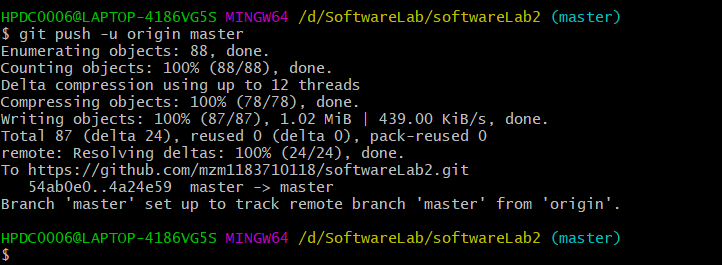 HPDC0006@LAPTOP-4186VG5S MINGW64 /d/SoftwareLab/softwareLab2 (master)
$ git push -u origin master
Enumerating objects: 88, done.
Counting objects: 100% (88/88), done.
Delta compression using up to 12 threads
Compressing objects: 100% (78/78), done.
Writing objects: 100% (87/87), 1.02 MiB | 439.00 KiB/s, done.
Total 87 (delta 24), reused 0 (delta 0), pack-reused 0
remote: Resolving deltas: 100% (24/24), done.
To https://github.com/mzm1183710118/softwareLab2.git
   54ab0e0..4a24e59  master -> master
Branch 'master' set up to track remote branch 'master' from 'origin'.
HPDC0006@LAPTOP-4186VG5S MINGW64 /d/SoftwareLab/softwareLab2 (master)
$